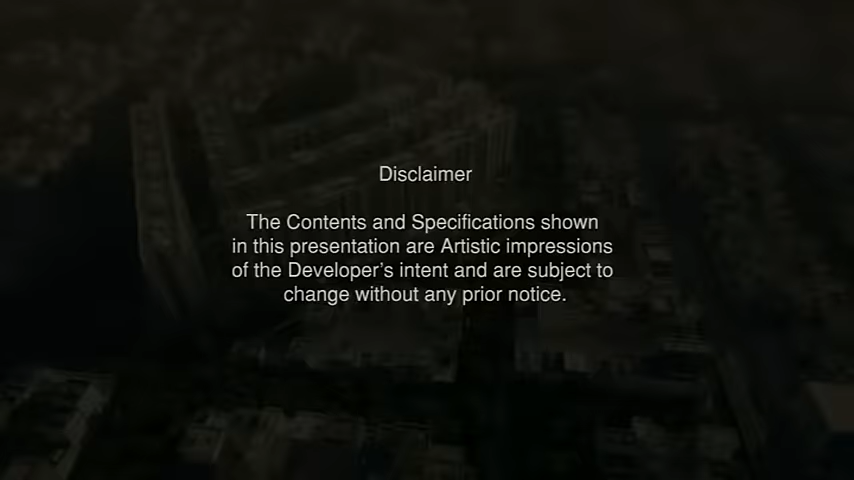 Disclaimer
The Contents and Specifications shown
in this presentation are Artistic impressions
of the Developer's intent and are subject to
change without any prior notice.